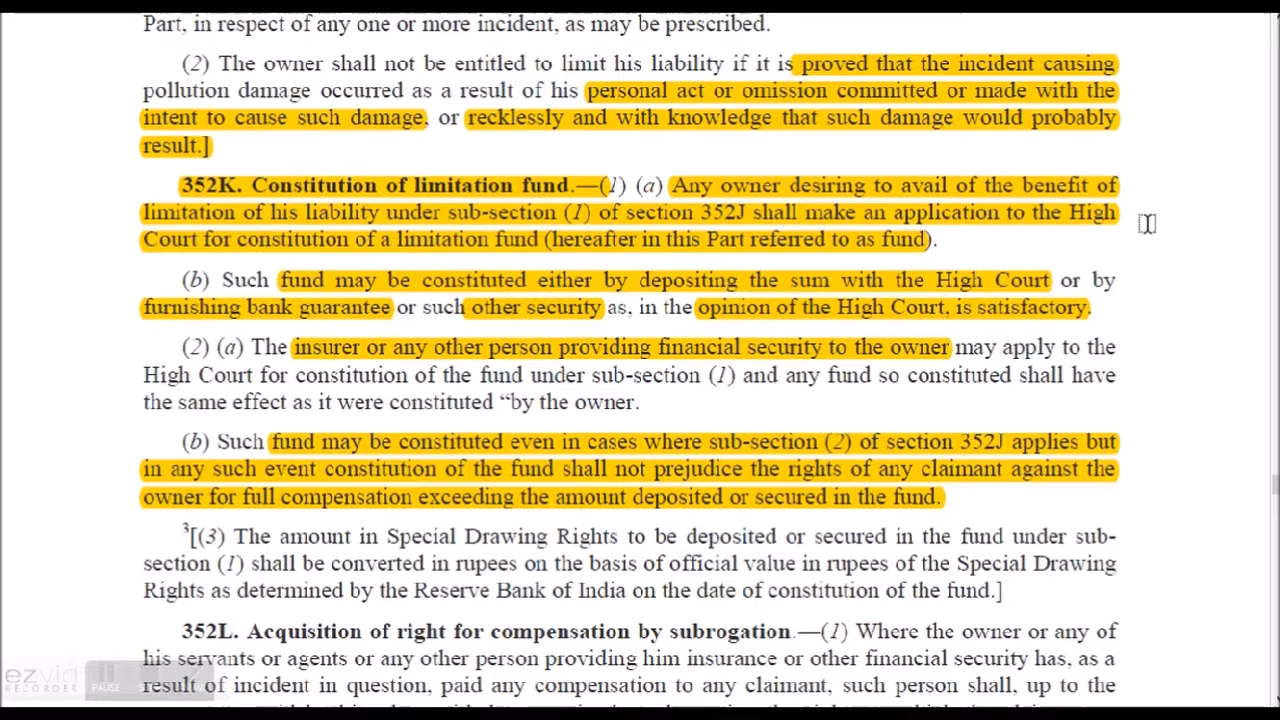 Part, in respect of any one or more incident, as may be prescribed.
(2) The owner shall not be entitled to limit his liability if it is proved that the incident causing
pollution damage occurred as a result of his personal act or omission committed or made with the
intent to cause such damage, or recklessly and with knowledge that such damage would probably
result.]
352K. Constitution of limitation fund.—(1) (a) Any owner desiring to avail of the benefit of
limitation of his liability under sub-section (1) of section 352J shall make an application to the High
Court for constitution of a limitation fund (hereafter in this Part referred to as fund).
(b) Such fund may be constituted either by depositing the sum with the High Court or by
furnishing bank guarantee or such other security as, in the opinion of the High Court, is satisfactory.
(2) (a) The insurer or any other person providing financial security to the owner may apply to the
High Court for constitution of the fund under sub-section (1) and any fund so constituted shall have
the same effect as it were constituted “by the owner.
(b) Such fund may be constituted even in cases where sub-section (2) of section 352J applies but
in any such event constitution of the fund shall not prejudice the rights of any claimant against the
owner for full compensation exceeding the amount deposited or secured in the fund.
3[(3) The amount in Special Drawing Rights to be deposited or secured in the fund under sub-
section (1) shall be converted in rupees on the basis of official value in rupees of the Special Drawing
Rights as determined by the Reserve Bank of India on the date of constitution of the fund.]
352L. Acquisition of right for compensation by subrogation.—(1) Where the owner or any of
his servants or agents or any other person providing him insurance or other financial security has, as a
result of incident in question, paid any compensation to any claimant, such person shall, up to the
ezvid
RECORDER
PAUSE